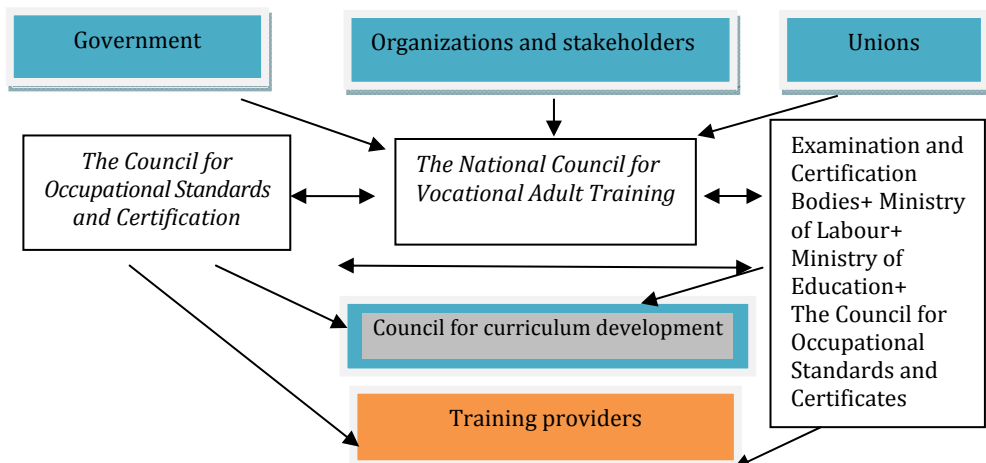 Government
Organizations and stakeholders
Unions
The Council for
Occupational Standards
and Certification
The National Council for
Vocational Adult Training
Examination and
Certification
Bodies+ Ministry
of Labour+
Ministry of
Education+
The Council for
Occupational
Standards and
Certificates
Council for curriculum development
Training providers